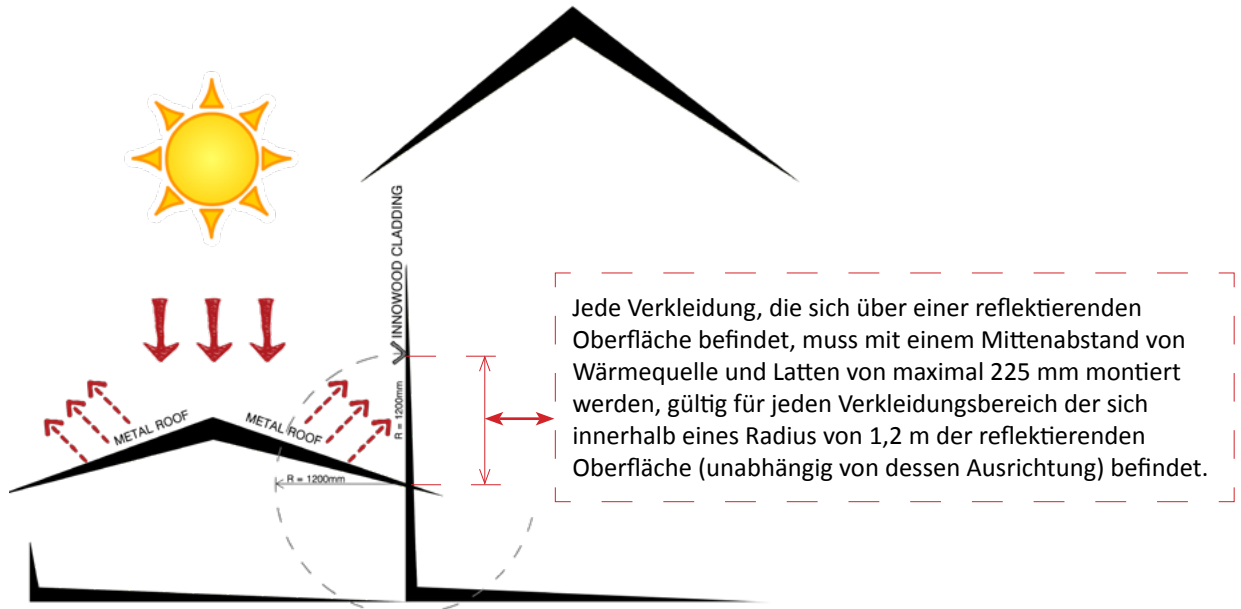 INNOWOOD CLADDING
Jede Verkleidung, die sich über einer reflektierenden
Oberfläche befindet, muss mit einem Mittenabstand von
Wärmequelle und Latten von maximal 225 mm montiert
werden, gültig für jeden Verkleidungsbereich der sich
innerhalb eines Radius von 1,2 m der reflektierenden
Oberfläche (unabhängig von dessen Ausrichtung) befindet.
METAL ROOF
METAL ROOF
R = 1200mm
R = 1200mm